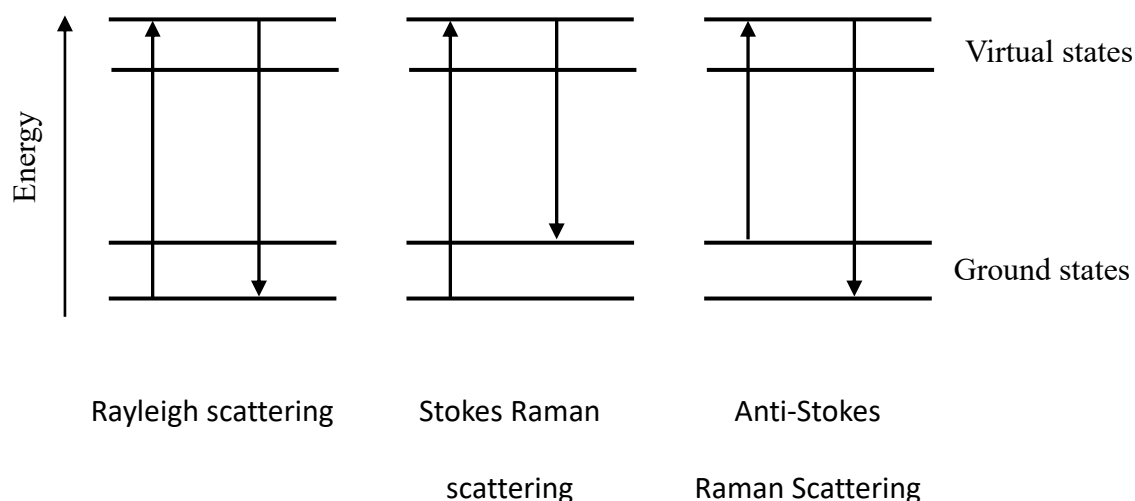 Energy
Virtual states
Ground states
Rayleigh scattering
Stokes Raman
scattering
Anti-Stokes
Raman Scattering